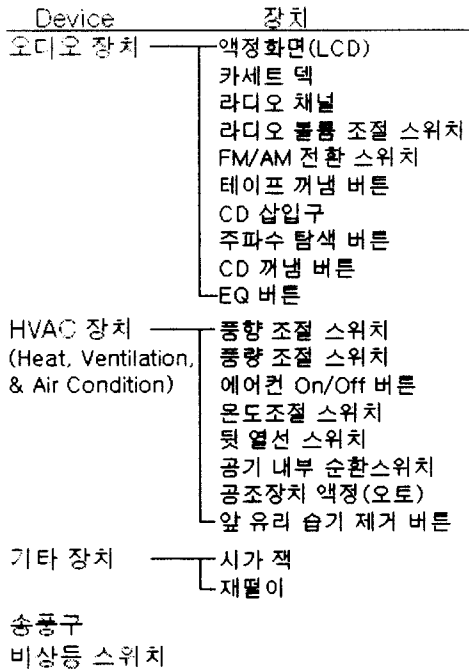 Device 장치
오디오 장치 액정화면(LCD)
카세트 덱
라디오 채널
라디오 볼륨 조절 스위치
FM/AM 전환 스위치
테이프 꺼냄 버튼
CD 삽입구
주파수 탐색 버튼
CD 꺼냄 버튼
EQ 버튼
HVAC 장치 풍향 조절 스위치
(Heat, Ventilation, 풍량 조절 스위치
& Air Condition) 에어컨 On/Off 버튼
온도조절 스위치
뒷 열선 스위치
공기 내부 순환스위치
공조장치 액정(오토)
앞 유리 습기 제거 버튼
기타 장치 시가 잭
재떨이
송풍구
비상등 스위치